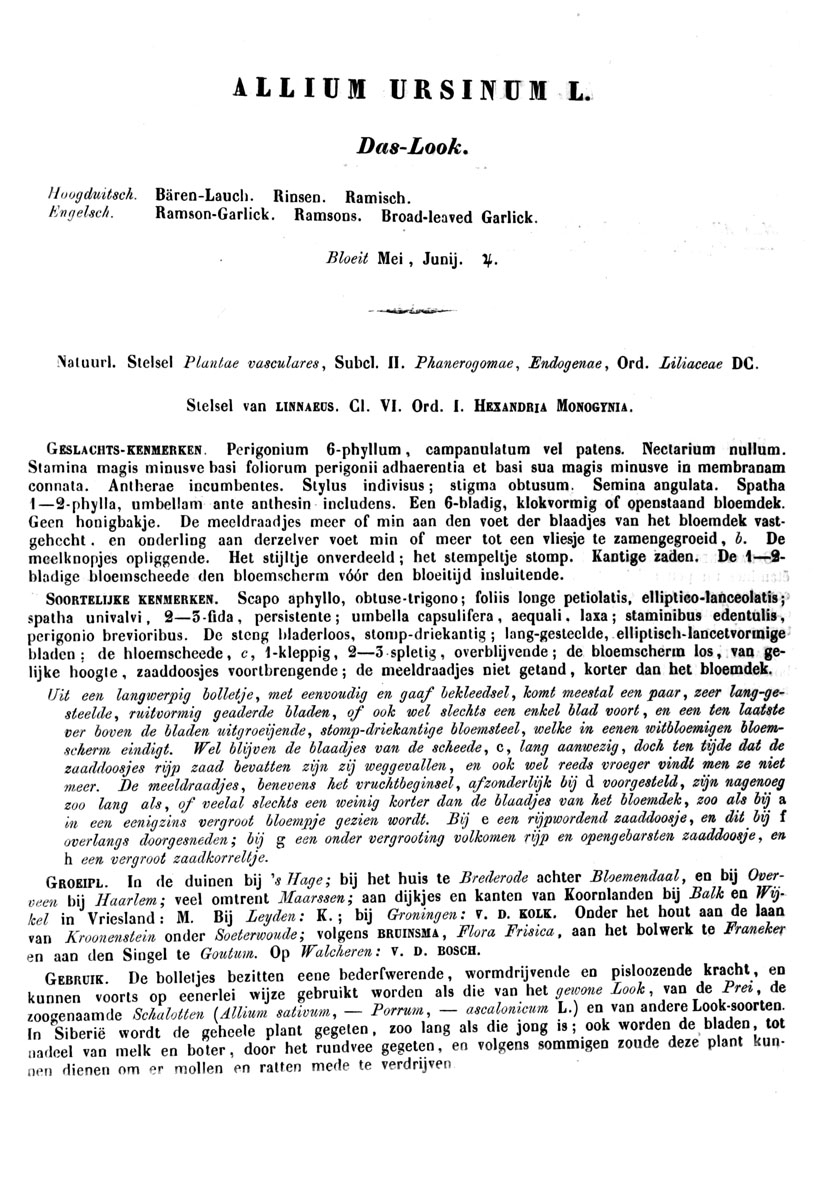 ALLIUM URSINUM L.
Das-Look.
Hoogduitsch. Bären-Lauch. Rinsen. Ramisch.
Engelsch. Ramson-Garlick. Ramsons. Broad-leaved Garlick.
Bloeit Mei, Junij. ♃.
Natuurl. Stelsel Plantae vasculares, Subcl. II. Phanerogomae, Endogenae, Ord. Liliaceae DC.
Stelsel van LINNAEUS. Cl. VI. Ord. I. HEXANDRIA MONOGYNIA.
GESLACHTS-KENMERKEN. Perigonium 6-phyllum, campanulatum vel patens. Nectarium nullum.
Stamina magis minusve basi foliorum perigonii adhaerentia et basi sua magis minusve in membranam
connata. Antherae incumbentes. Stylus indivisus; stigma obtusum. Semina angulata. Spatha
1—2-phylla, umbellam ante anthesin includens. Een 6-bladig, klokvormig of openstaand bloemdek.
Geen honigbakje. De meeldraadjes meer of min aan den voet der blaadjes van het bloemdek vast-
gehecht, en onderling aan derzelver voet min of meer tot een vliesje te zamengegroeid, b. De
meelknopjes opliggende. Het stijltje onverdeeld; het stempeltje stomp. Kantige zaden. De 1—2-
bladige bloemscheede den bloemscherm vóór den bloeitijd insluitende.
SOORTELIJKE KENMERKEN. Scapo aphyllo, obtuse-trigono; foliis longe petiolatis, elliptico-lanceolatis;
spatha univalvi, 2—3-fida, persistente; umbella capsulifera, aequali, laxa; staminibus edentulis,
perigonio brevioribus. De steng bladerloos, stomp-driekantig; lang-gesteelde, elliptisch-lancetvormige
bladen; de bloemscheede, c, 1-kleppig, 2—3-spletig, overblijvende; de bloemscherm los, van ge-
lijke hoogte, zaaddoosjes voortbrengende; de meeldraadjes niet getand, korter dan het bloemdek.
Uit een langwerpig bolletje, met eenvoudig en gaaf bekleedsel, komt meestal een paar, zeer lang-ge-
steelde, ruitvormig geaderde bladen, of ook wel slechts een enkel blad voort, en een ten laatste
ver boven de bladen uitgroeijende, stomp-driekantige bloemsteel, welke in eenen witbloemigen bloem-
scherm eindigt. Wel blijven de blaadjes van de scheede, c, lang aanwezig, doch ten tijde dat de
zaaddoosjes rijp zaad bevatten zijn zij weggevallen, en ook wel reeds vroeger vindt men ze niet
meer. De meeldraadjes, benevens het vruchtbeginsel, afzonderlijk bij d voorgesteld, zijn nagenoeg
zoo lang als, of veelal slechts een weinig korter dan de blaadjes van het bloemdek, zoo als bij a
in een eenigzins vergroot bloempje gezien wordt. Bij e een rijpwordend zaaddoosje, en dit bij f
overlangs doorgesneden; bij g een onder vergrooting volkomen rijp en opengebarsten zaaddoosje, en
h een vergroot zaadkorreltje.
GROEIPL. In de duinen bij 's Hage; bij het huis te Brederode achter Bloemendaal, en bij Over-
veen bij Haarlem; veel omtrent Maarssen; aan dijkjes en kanten van Koornlanden bij Balk en Wij-
kel in Vriesland: M. Bij Leyden: K.; bij Groningen: V. D. KOLK. Onder het hout aan de laan
van Kroonenstein onder Soeterwoude; volgens BRUINSMA, Flora Frisica, aan het bolwerk te Franeker
en aan den Singel te Goutum. Op Walcheren: V. D. BOSCH.
GEBRUIK. De bolletjes bezitten eene bederfwerende, wormdrijvende en pisloozende kracht, en
kunnen voorts op eenerlei wijze gebruikt worden als die van het gewone Look, van de Prei, de
zoogenaamde Schalotten (Allium sativum, — Porrum, — ascalonicum L.) en van andere Look-soorten.
In Siberië wordt de geheele plant gegeten, zoo lang als die jong is; ook worden de bladen, tot
nadeel van melk en boter, door het rundvee gegeten, en volgens sommigen zoude deze plant kun-
nen dienen om er mollen en ratten mede te verdrijven